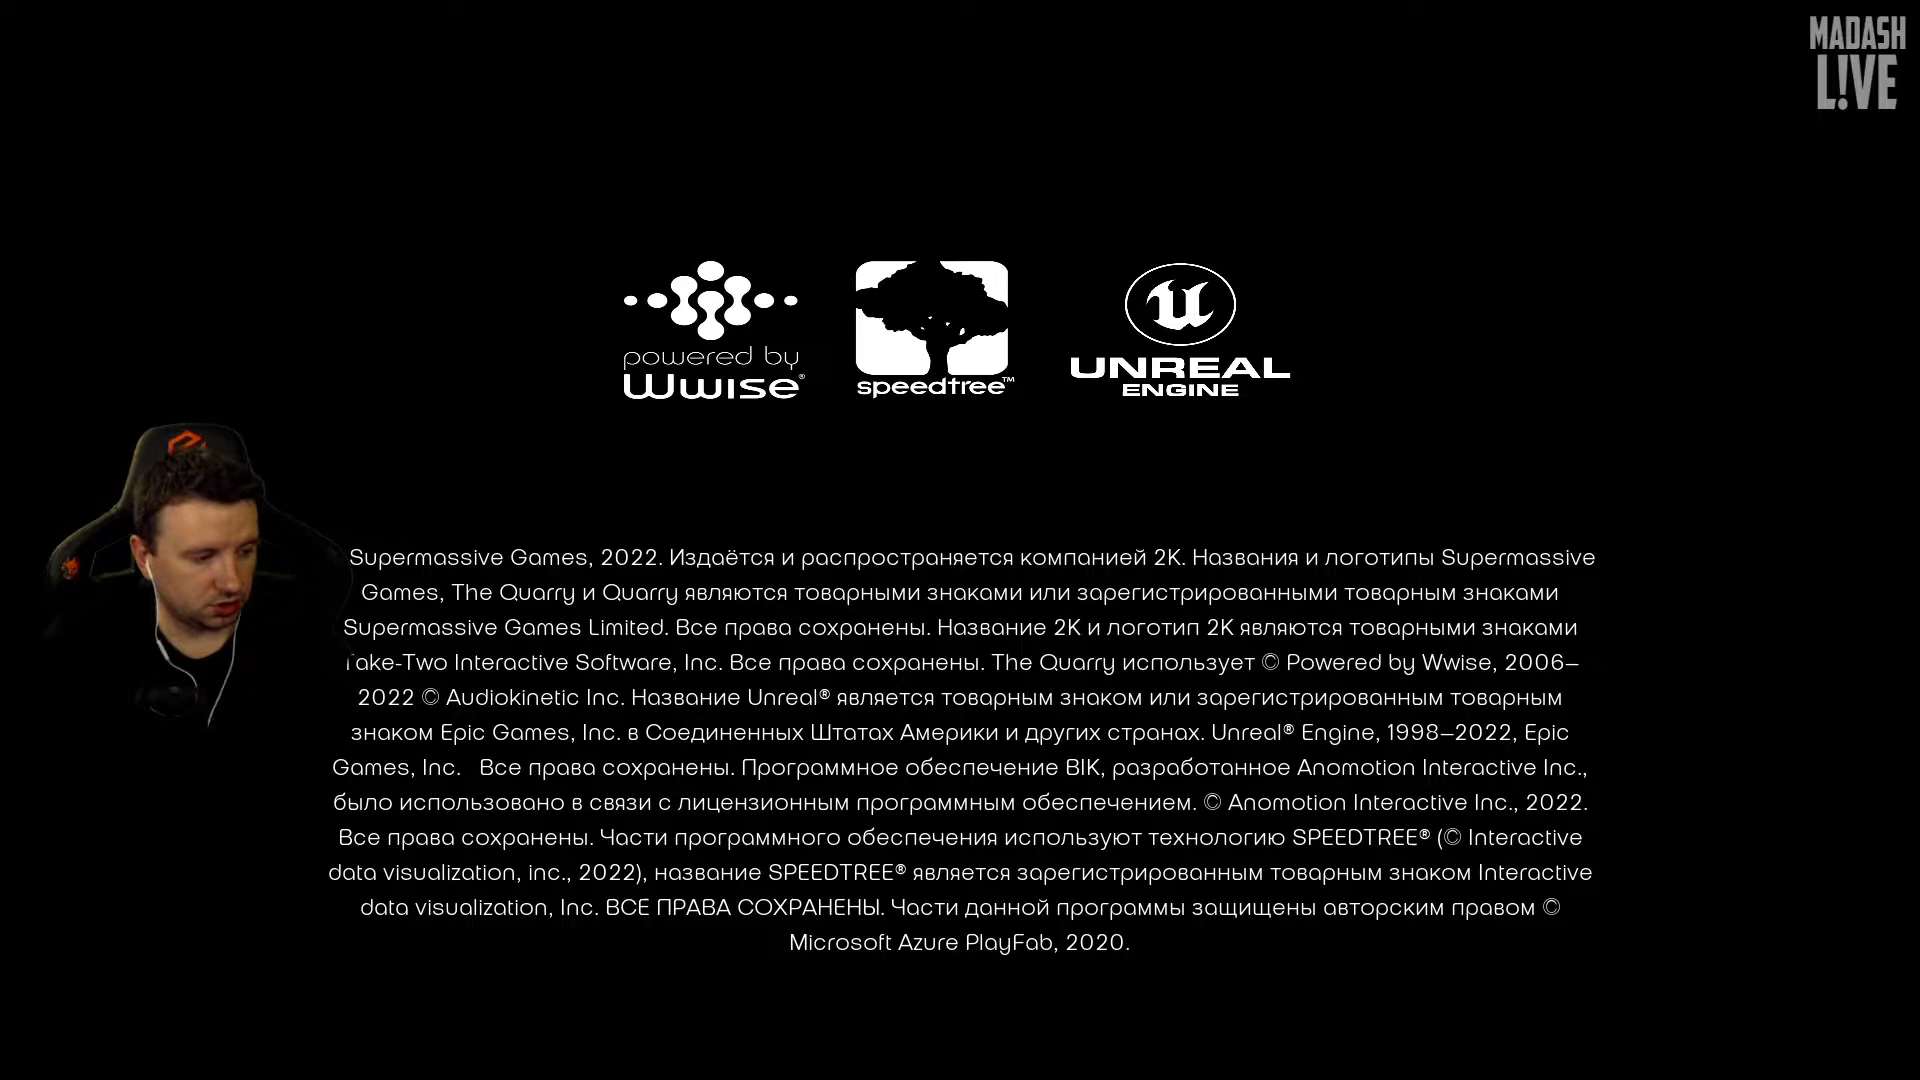 MADASH
L!VE
powered by
Wwise®
speedtree™
UNREAL
ENGINE
Supermassive Games, 2022. Издаётся и распространяется компанией 2K. Названия и логотипы Supermassive
Games, The Quarry и Quarry являются товарными знаками или зарегистрированными товарным знаками
Supermassive Games Limited. Все права сохранены. Название 2K и логотип 2K являются товарными знаками
Take-Two Interactive Software, Inc. Все права сохранены. The Quarry использует © Powered by Wwise, 2006–
2022 © Audiokinetic Inc. Название Unreal® является товарным знаком или зарегистрированным товарным
знаком Epic Games, Inc. в Соединенных Штатах Америки и других странах. Unreal® Engine, 1998–2022, Epic
Games, Inc. Все права сохранены. Программное обеспечение BIK, разработанное Anomotion Interactive Inc.,
было использовано в связи с лицензионным программным обеспечением. © Anomotion Interactive Inc., 2022.
Все права сохранены. Части программного обеспечения используют технологию SPEEDTREE® (© Interactive
data visualization, inc., 2022), название SPEEDTREE® является зарегистрированным товарным знаком Interactive
data visualization, Inc. ВСЕ ПРАВА СОХРАНЕНЫ. Части данной программы защищены авторским правом ©
Microsoft Azure PlayFab, 2020.